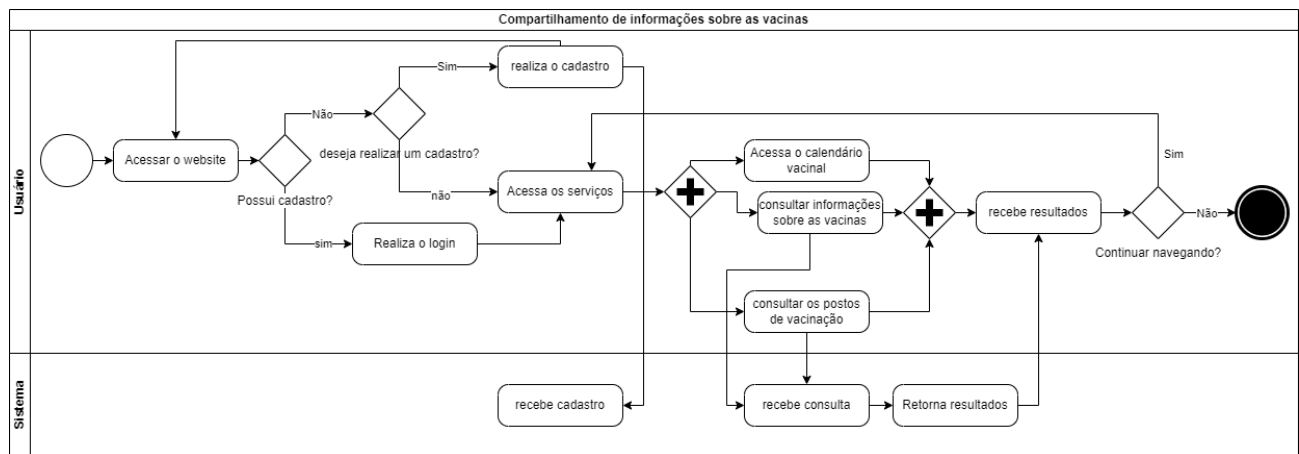 Compartilhamento de informações sobre as vacinas
Usuário
Sim
realiza o cadastro
Não
deseja realizar um cadastro?
Acessar o website
Possui cadastro?
não
sim
Realiza o login
Acessa os serviços
Acessa o calendário
vacinal
consultar informações
sobre as vacinas
consultar os postos
de vacinação
recebe resultados
Sim
Não
Continuar navegando?
Sistema
recebe cadastro
recebe consulta
Retorna resultados